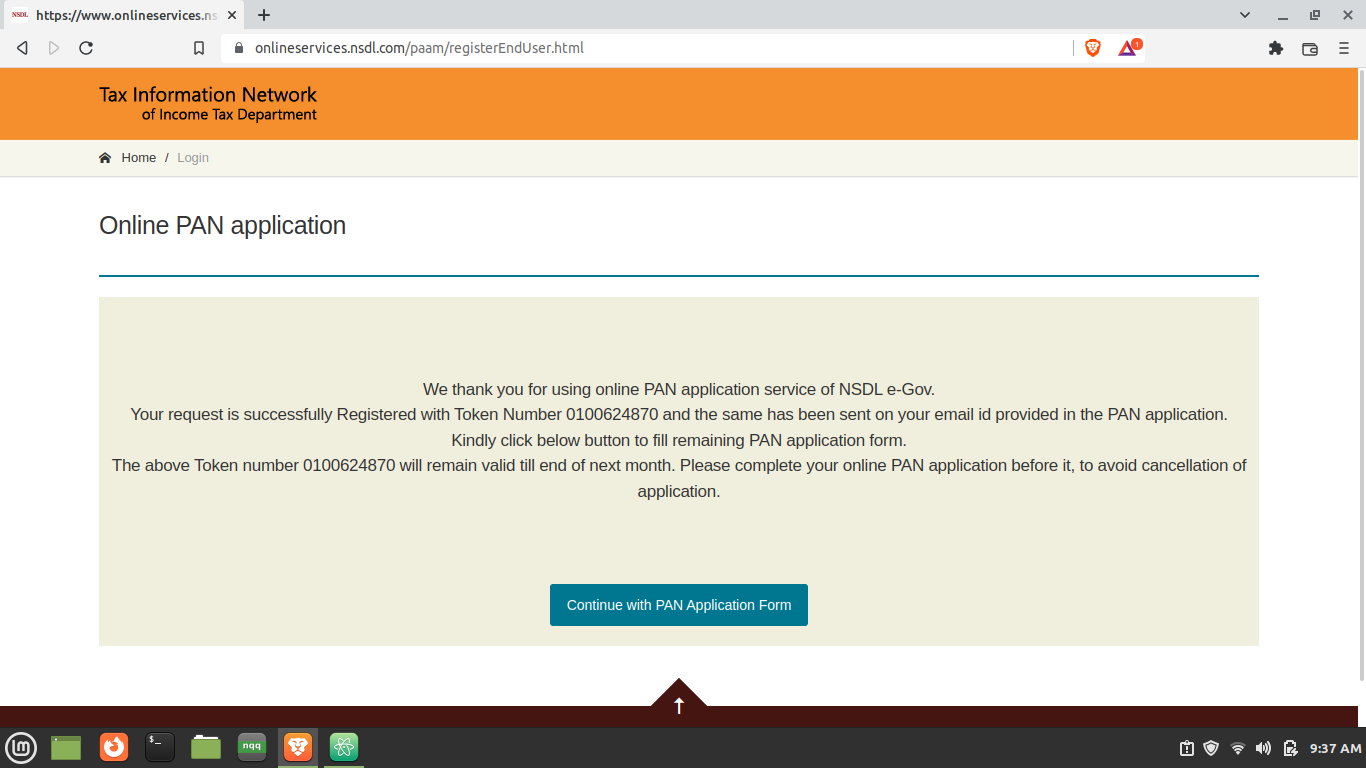 NSDL https://www.onlineservices.ns
onlineservices.nsdl.com/paam/registerEndUser.html
1
Tax Information Network
of Income Tax Department
Home / Login
Online PAN application
We thank you for using online PAN application service of NSDL e-Gov.
Your request is successfully Registered with Token Number 0100624870 and the same has been sent on your email id provided in the PAN application.
Kindly click below button to fill remaining PAN application form.
The above Token number 0100624870 will remain valid till end of next month. Please complete your online PAN application before it, to avoid cancellation of
application.
Continue with PAN Application Form
$_
nqq
9:37 AM